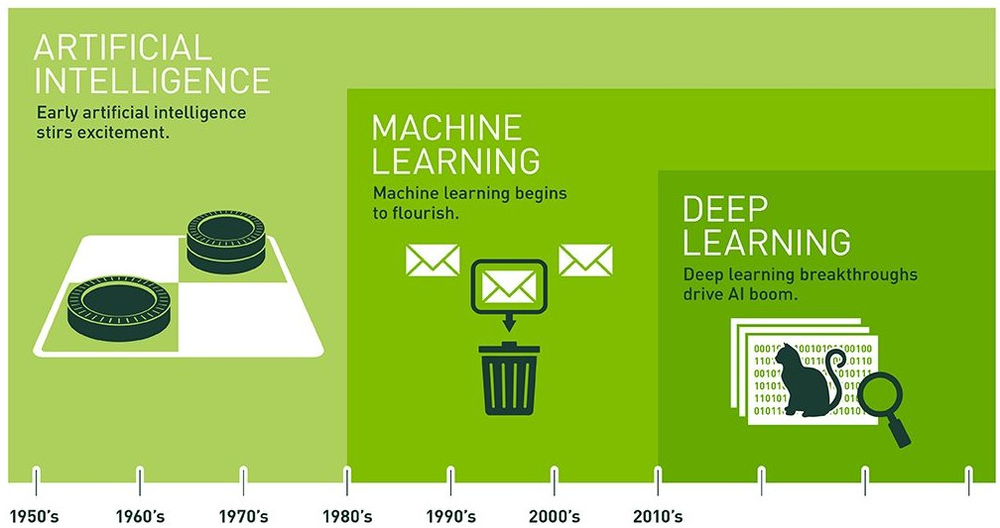 ARTIFICIAL
INTELLIGENCE
Early artificial intelligence
stirs excitement.
MACHINE
LEARNING
Machine learning begins
to flourish.
DEEP
LEARNING
Deep learning breakthroughs
drive AI boom.
1950's
1960's
1970's
1980's
1990's
2000's
2010's